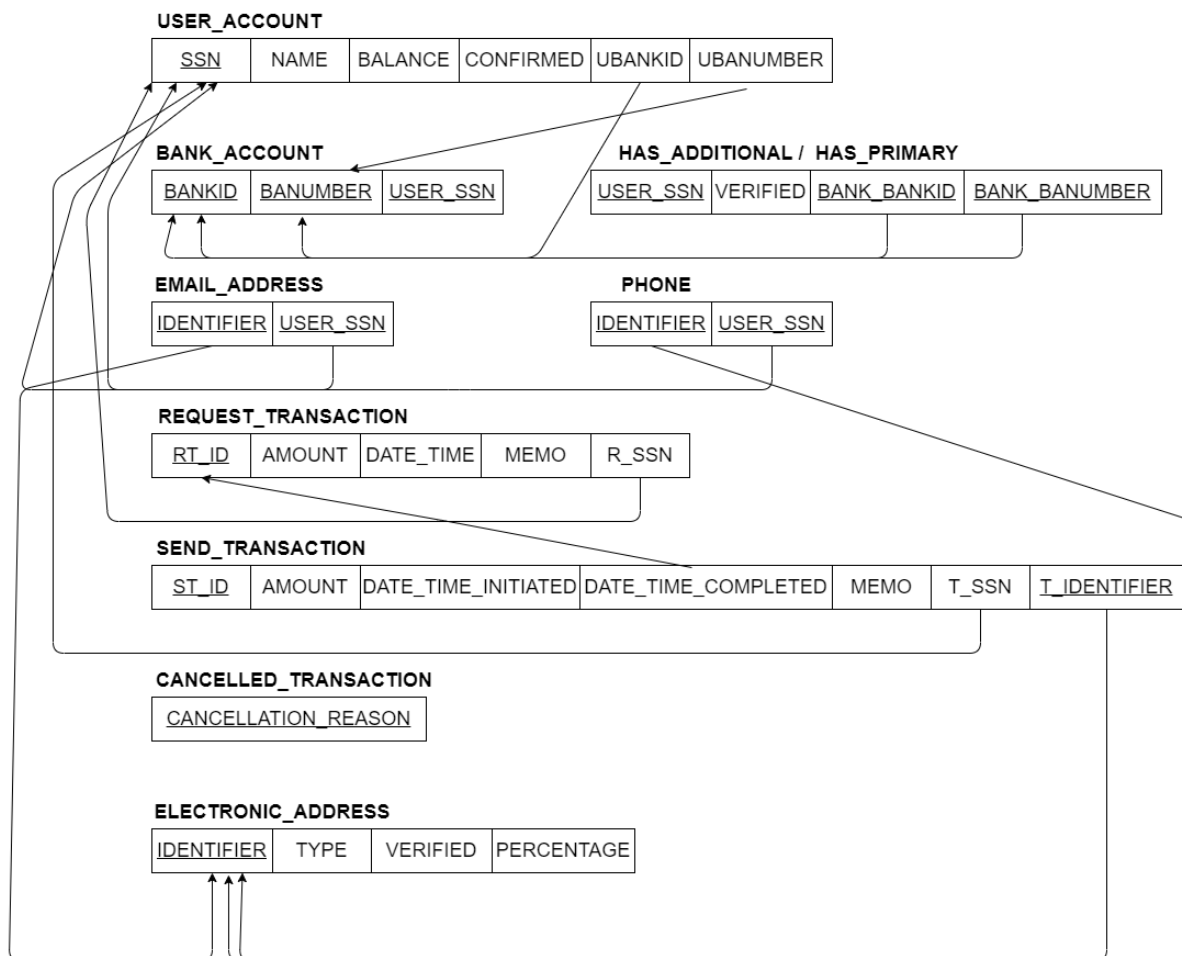 USER_ACCOUNT
SSN NAME BALANCE CONFIRMED UBANKID UBANUMBER
BANK_ACCOUNT
BANKID BANUMBER USER_SSN
HAS_ADDITIONAL / HAS_PRIMARY
USER_SSN VERIFIED BANK_BANKID BANK_BANUMBER
EMAIL_ADDRESS
IDENTIFIER USER_SSN
PHONE
IDENTIFIER USER_SSN
REQUEST_TRANSACTION
RT_ID AMOUNT DATE_TIME MEMO R_SSN
SEND_TRANSACTION
ST_ID AMOUNT DATE_TIME_INITIATED DATE_TIME_COMPLETED MEMO T_SSN T_IDENTIFIER
CANCELLED_TRANSACTION
CANCELLATION_REASON
ELECTRONIC_ADDRESS
IDENTIFIER TYPE VERIFIED PERCENTAGE